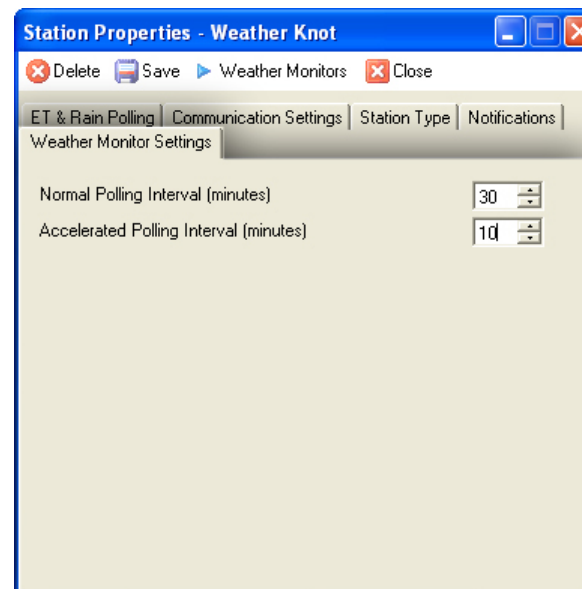 Station Properties - Weather Knot
Delete Save Weather Monitors Close
ET & Rain Polling Communication Settings Station Type Notifications
Weather Monitor Settings
Normal Polling Interval (minutes) 30
Accelerated Polling Interval (minutes) 10